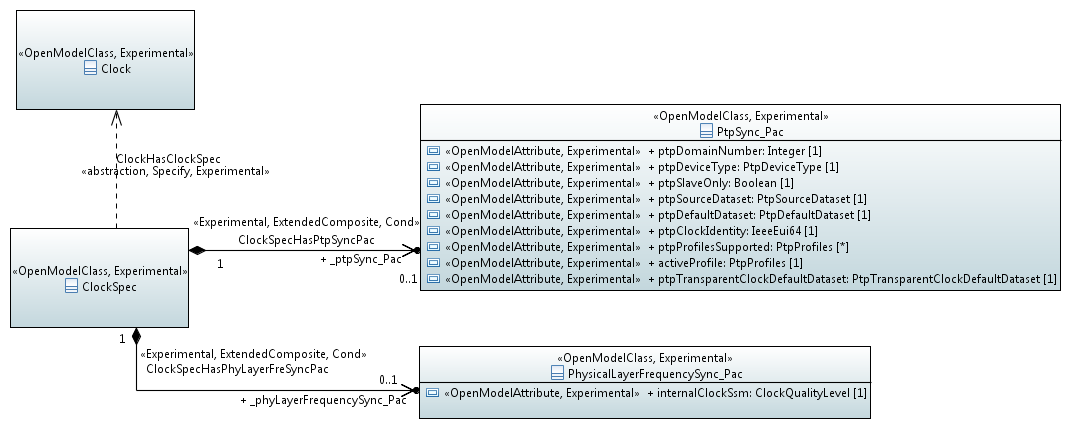 «OpenModelClass, Experimental»
Clock
ClockHasClockSpec
«abstraction, Specify, Experimental»
«OpenModelClass, Experimental»
ClockSpec
«Experimental, ExtendedComposite, Cond»
ClockSpecHasPtpSyncPac
1
+ _ptpSync_Pac
0..1
«OpenModelClass, Experimental»
PtpSync_Pac
«OpenModelAttribute, Experimental» + ptpDomainNumber: Integer [1]
«OpenModelAttribute, Experimental» + ptpDeviceType: PtpDeviceType [1]
«OpenModelAttribute, Experimental» + ptpSlaveOnly: Boolean [1]
«OpenModelAttribute, Experimental» + ptpSourceDataset: PtpSourceDataset [1]
«OpenModelAttribute, Experimental» + ptpDefaultDataset: PtpDefaultDataset [1]
«OpenModelAttribute, Experimental» + ptpClockIdentity: IeeeEui64 [1]
«OpenModelAttribute, Experimental» + ptpProfilesSupported: PtpProfiles [*]
«OpenModelAttribute, Experimental» + activeProfile: PtpProfiles [1]
«OpenModelAttribute, Experimental» + ptpTransparentClockDefaultDataset: PtpTransparentClockDefaultDataset [1]
1
«Experimental, ExtendedComposite, Cond»
ClockSpecHasPhyLayerFreSyncPac
0..1
+ _phyLayerFrequencySync_Pac
«OpenModelClass, Experimental»
PhysicalLayerFrequencySync_Pac
«OpenModelAttribute, Experimental» + internalClockSsm: ClockQualityLevel [1]